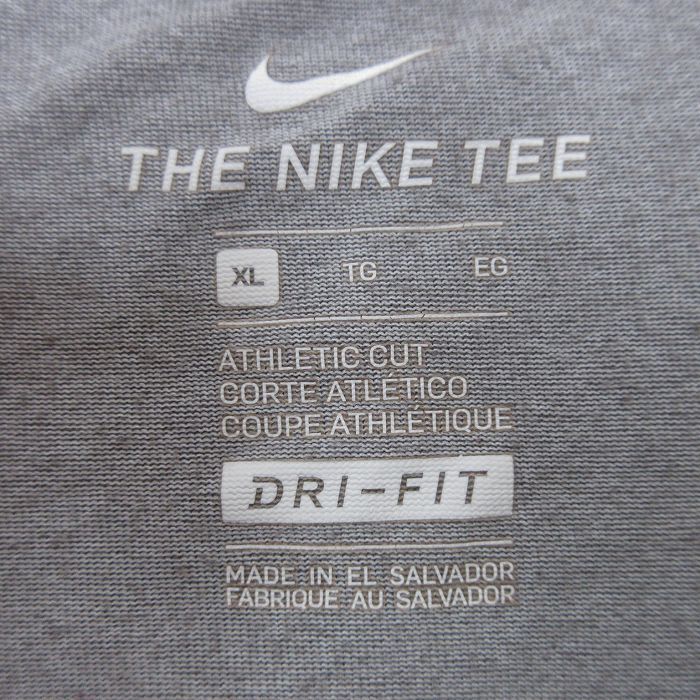 THE NIKE TEE
XL TG EG
ATHLETIC CUT
CORTE ATLÉTICO
COUPE ATHLÉTIQUE
DRI-FIT
MADE IN EL SALVADOR
FABRIQUE AU SALVADOR